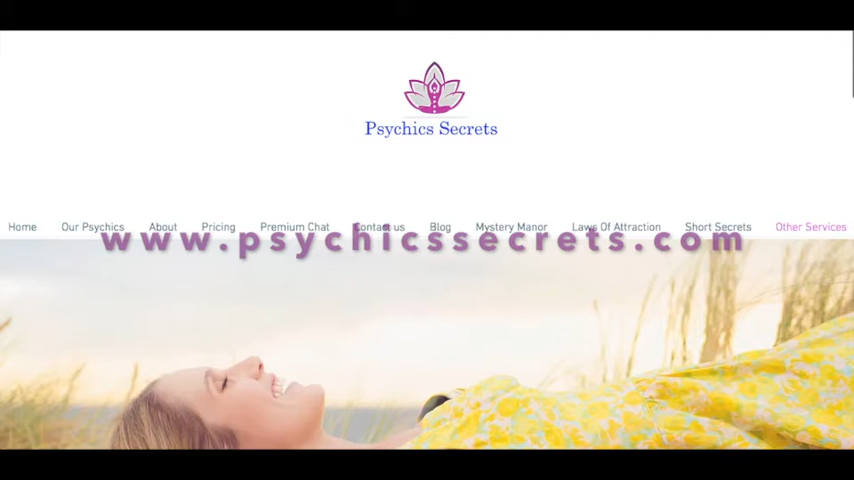 Psychics Secrets
Home Our Psychics About Pricing Premium Chat Contact us Blog Mystery Manor Laws Of Attraction Short Secrets Other Services
www.psychicssecrets.com